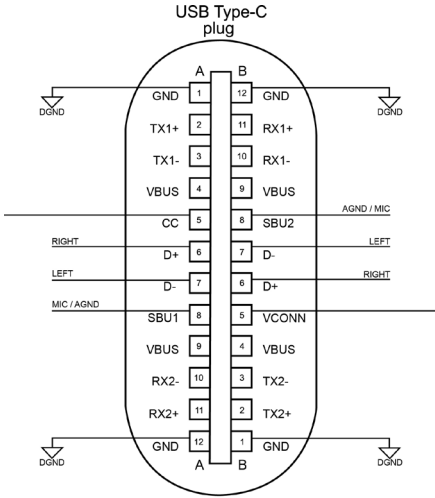 USB Type-C
plug
A B
GND 1 12 GND
DGND DGND
TX1+ 2 11 RX1+
TX1- 3 10 RX1-
VBUS 4 9 VBUS
CC 5 8 SBU2 AGND / MIC
RIGHT D+ 6 7 D- LEFT
LEFT D- 7 6 D+ RIGHT
MIC / AGND SBU1 8 5 VCONN
VBUS 9 4 VBUS
RX2- 10 3 TX2-
RX2+ 11 2 TX2+
GND 12 1 GND
DGND DGND
A B